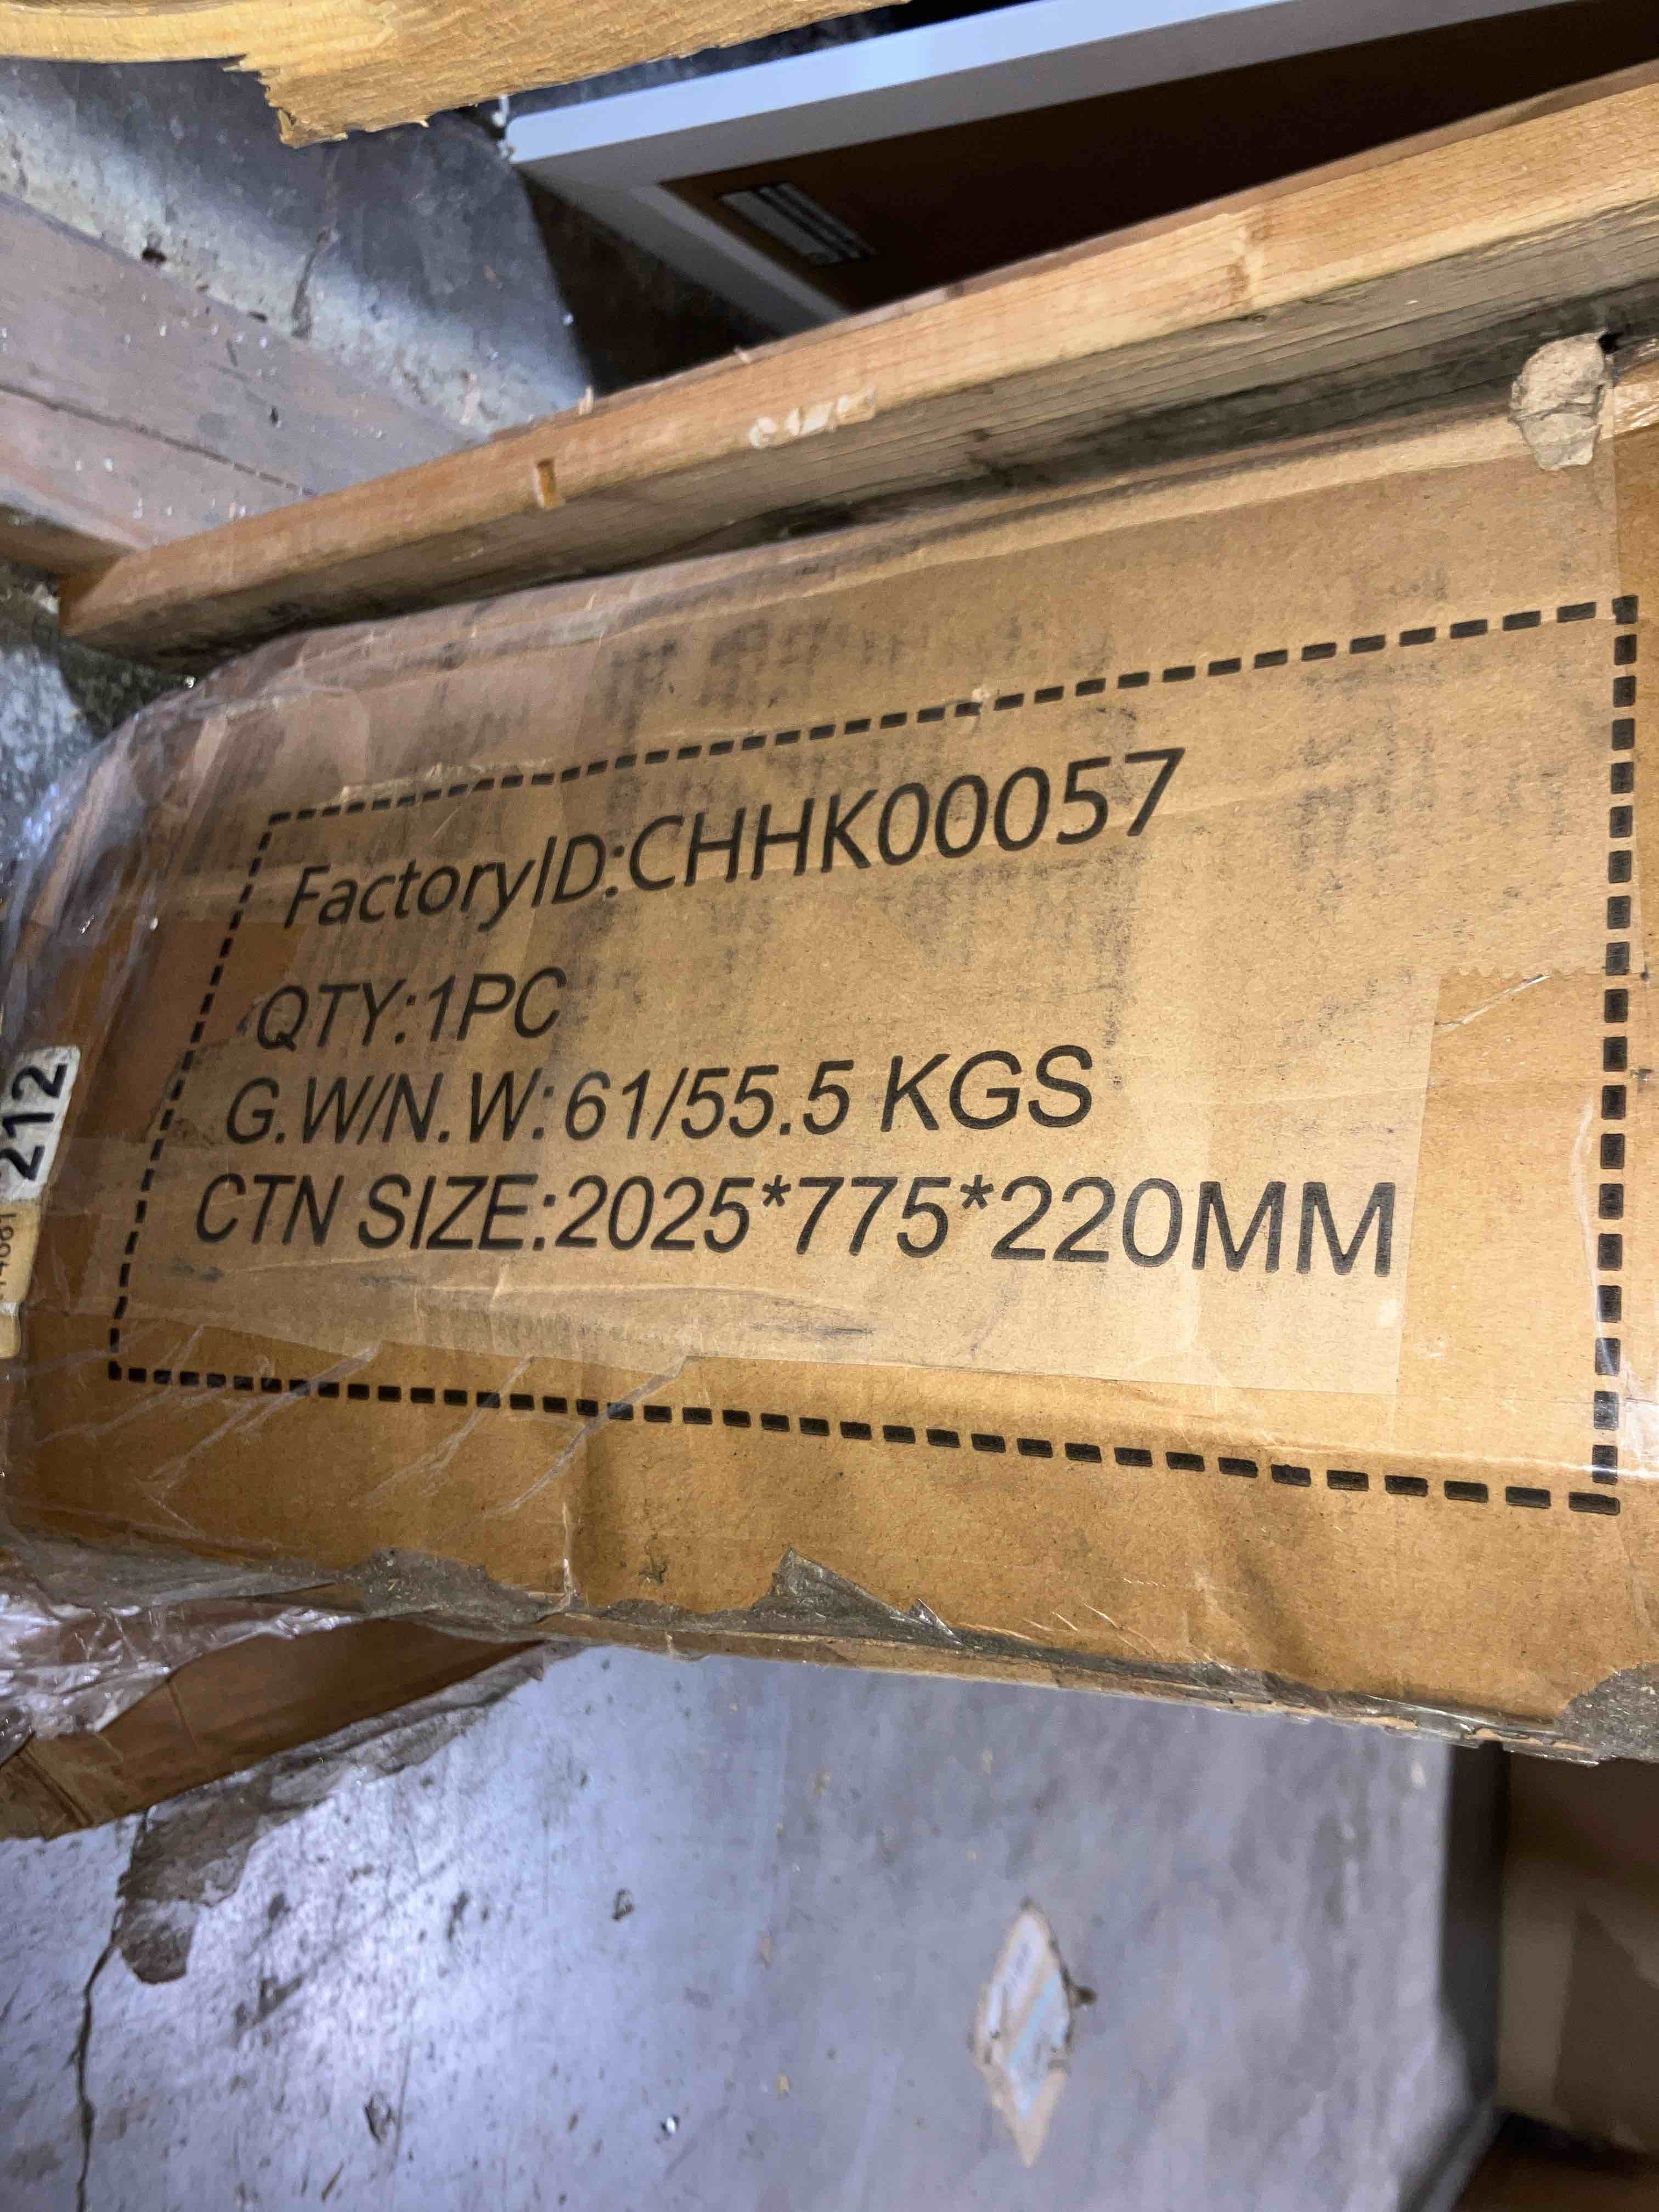 FactoryID:CHHK00057
QTY:1PC
G.W/N.W:61/55.5 KGS
CTN SIZE:2025*775*220MM
212